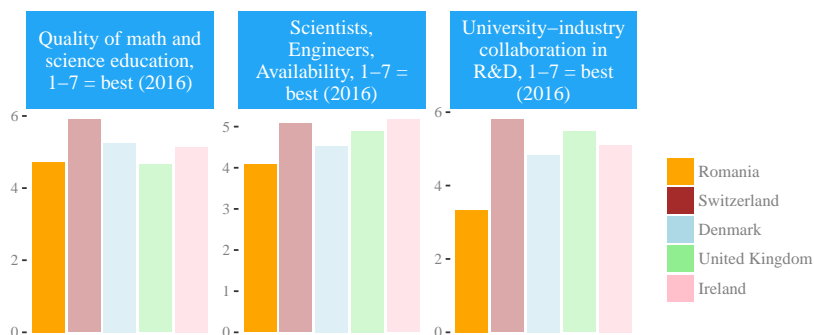 Quality of math and
science education,
1–7 = best (2016)
Scientists,
Engineers,
Availability, 1–7 =
best (2016)
University–industry
collaboration in
R&D, 1–7 = best
(2016)
6
4
2
0
5
4
3
2
1
0
6
4
2
0
Romania
Switzerland
Denmark
United Kingdom
Ireland